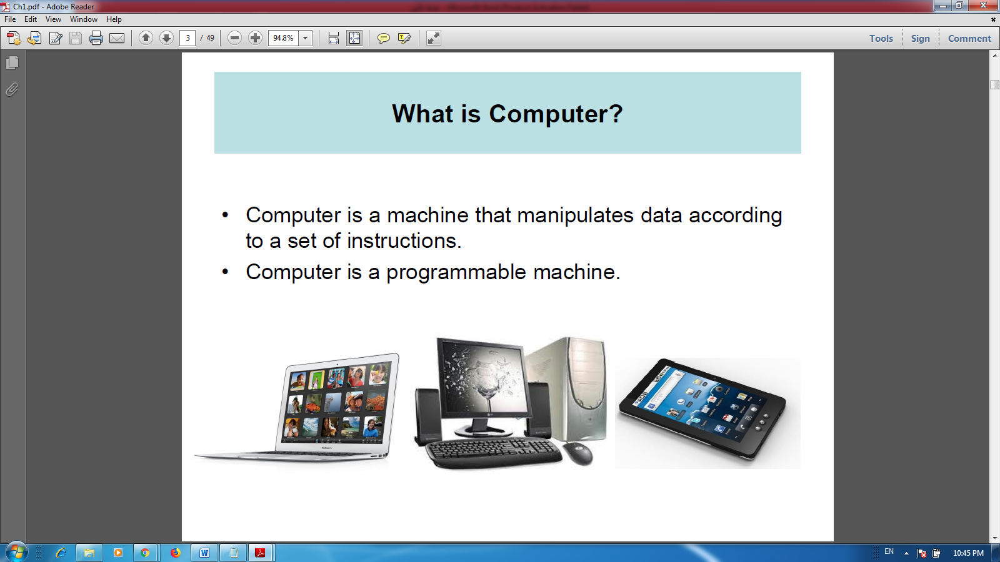 Ch1.pdf - Adobe Reader
File Edit View Window Help
3 / 49 94.8% Tools Sign Comment
What is Computer?
• Computer is a machine that manipulates data according
to a set of instructions.
• Computer is a programmable machine.
EN 10:45 PM